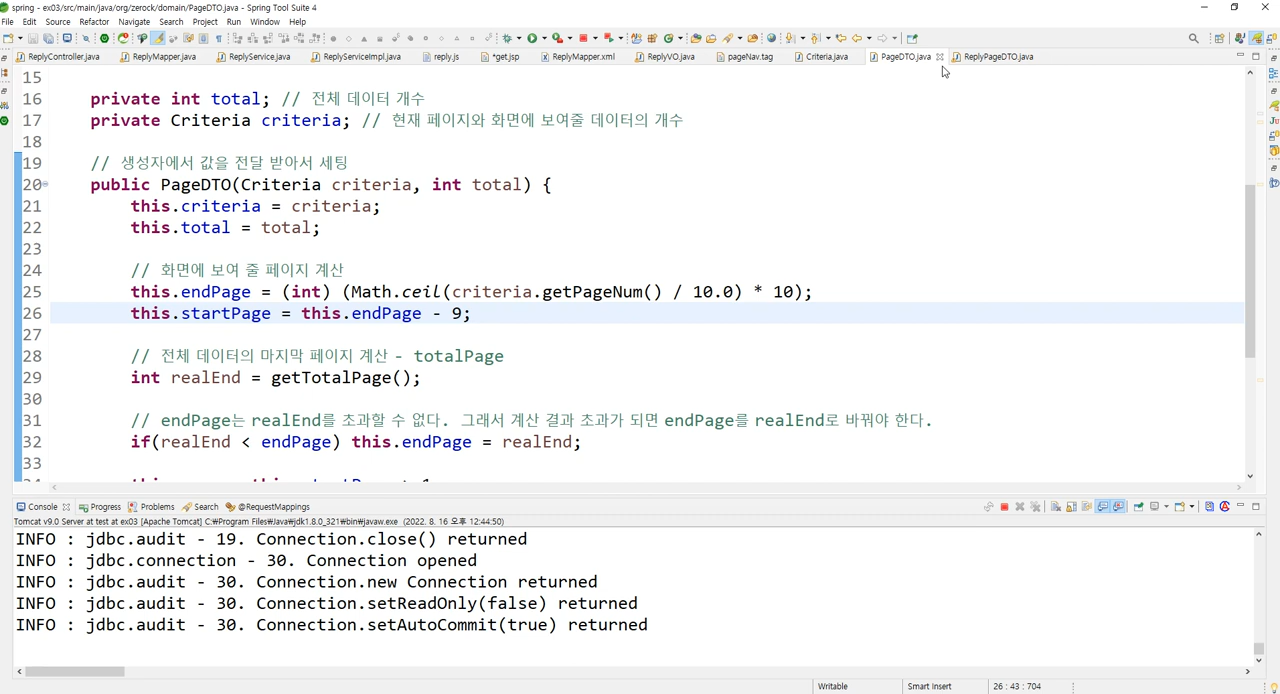 spring - ex03/src/main/java/org/zerock/domain/PageDTO.java - Spring Tool Suite 4
File Edit Source Refactor Navigate Search Project Run Window Help
ReplyController.java ReplyMapper.java ReplyService.java ReplyServiceImpl.java reply.js *get.jsp ReplyMapper.xml ReplyVO.java pageNav.tag Criteria.java PageDTO.java ReplyPageDTO.java
15
16 private int total; // 전체 데이터 개수
17 private Criteria criteria; // 현재 페이지와 화면에 보여줄 데이터의 개수
18
19 // 생성자에서 값을 전달 받아서 세팅
20 public PageDTO(Criteria criteria, int total) {
21 this.criteria = criteria;
22 this.total = total;
23
24 // 화면에 보여 줄 페이지 계산
25 this.endPage = (int) (Math.ceil(criteria.getPageNum() / 10.0) * 10);
26 this.startPage = this.endPage - 9;
27
28 // 전체 데이터의 마지막 페이지 계산 - totalPage
29 int realEnd = getTotalPage();
30
31 // endPage는 realEnd를 초과할 수 없다. 그래서 계산 결과 초과가 되면 endPage를 realEnd로 바꿔야 한다.
32 if(realEnd < endPage) this.endPage = realEnd;
33
Console Progress Problems Search @RequestMappings
Tomcat v9.0 Server at test at ex03 [Apache Tomcat] C:₩Program Files₩Java₩jdk1.8.0_321₩bin₩javaw.exe (2022. 8. 16 오후 12:44:50)
INFO : jdbc.audit - 19. Connection.close() returned
INFO : jdbc.connection - 30. Connection opened
INFO : jdbc.audit - 30. Connection.new Connection returned
INFO : jdbc.audit - 30. Connection.setReadOnly(false) returned
INFO : jdbc.audit - 30. Connection.setAutoCommit(true) returned
Writable Smart Insert 26 : 43 : 704